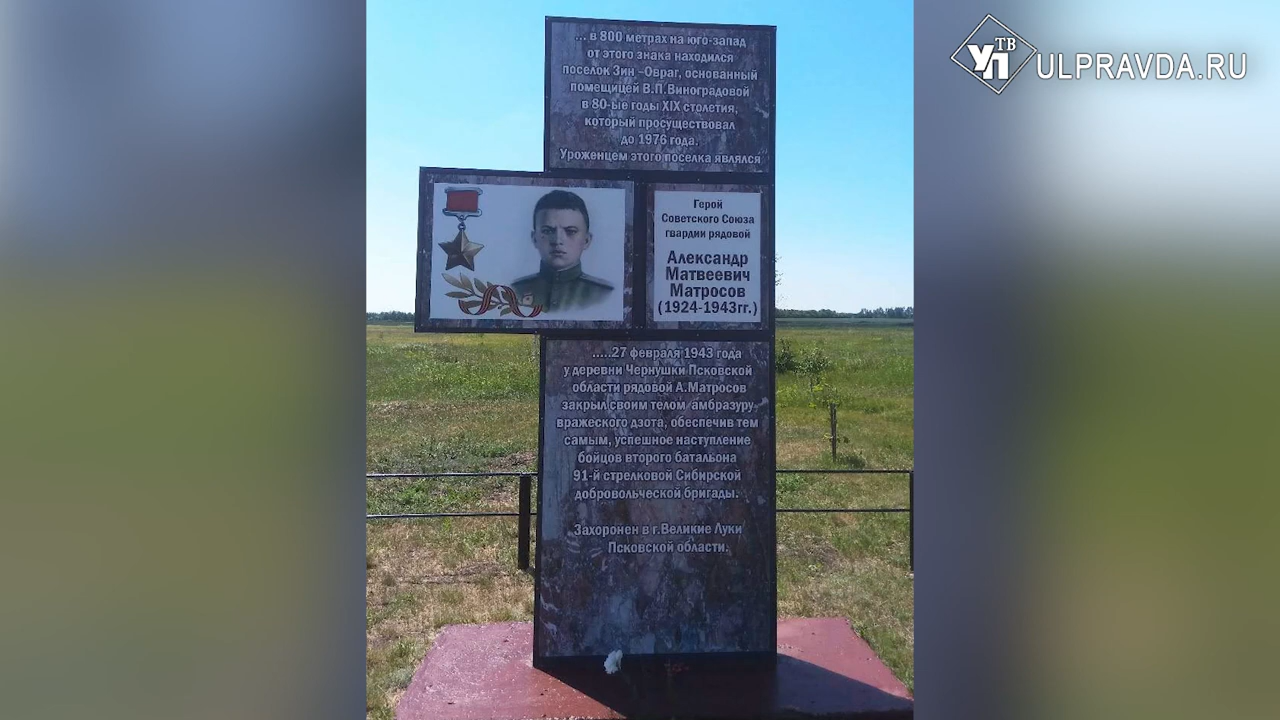 ... в 800 метрах на юго-запад
от этого знака находился
поселок Зин –Овраг, основанный
помещицей В.П.Виноградовой
в 80-ые годы XIX столетия,
который просуществовал
до 1976 года.
Уроженцем этого поселка являлся
Герой
Советского Союза
гвардии рядовой
Александр
Матвеевич
Матросов
(1924-1943гг.)
.....27 февраля 1943 года
у деревни Чернушки Псковской
области рядовой А.Матросов
закрыл своим телом амбразуру
вражеского дзота, обеспечив тем
самым, успешное наступление
бойцов второго батальона
91-й стрелковой Сибирской
добровольческой бригады.
Захоронен в г.Великие Луки
Псковской области.
УП ТВ
ULPRAVDA.RU